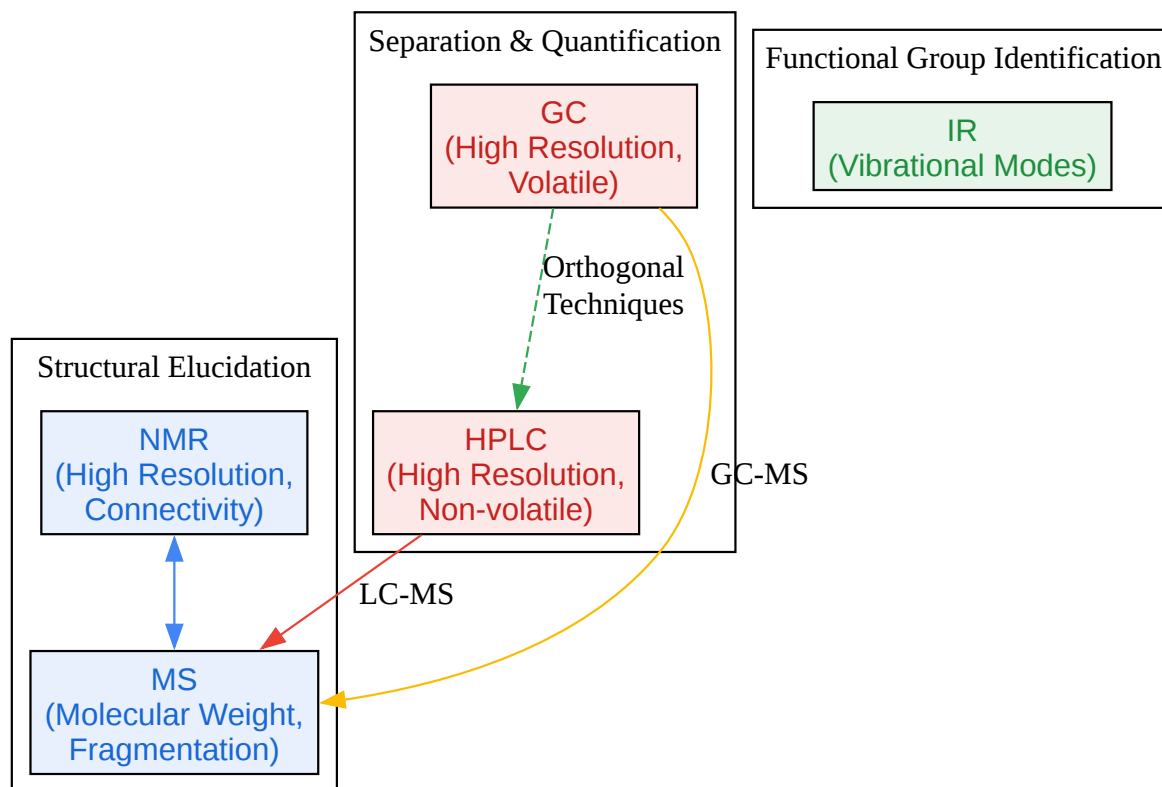 Separation & Quantification
GC
(High Resolution,
Volatile)
Orthogonal
Techniques
HPLC
(High Resolution,
Non-volatile)
GC-MS
LC-MS
Functional Group Identification
IR
(Vibrational Modes)
Structural Elucidation
NMR
(High Resolution,
Connectivity)
MS
(Molecular Weight,
Fragmentation)